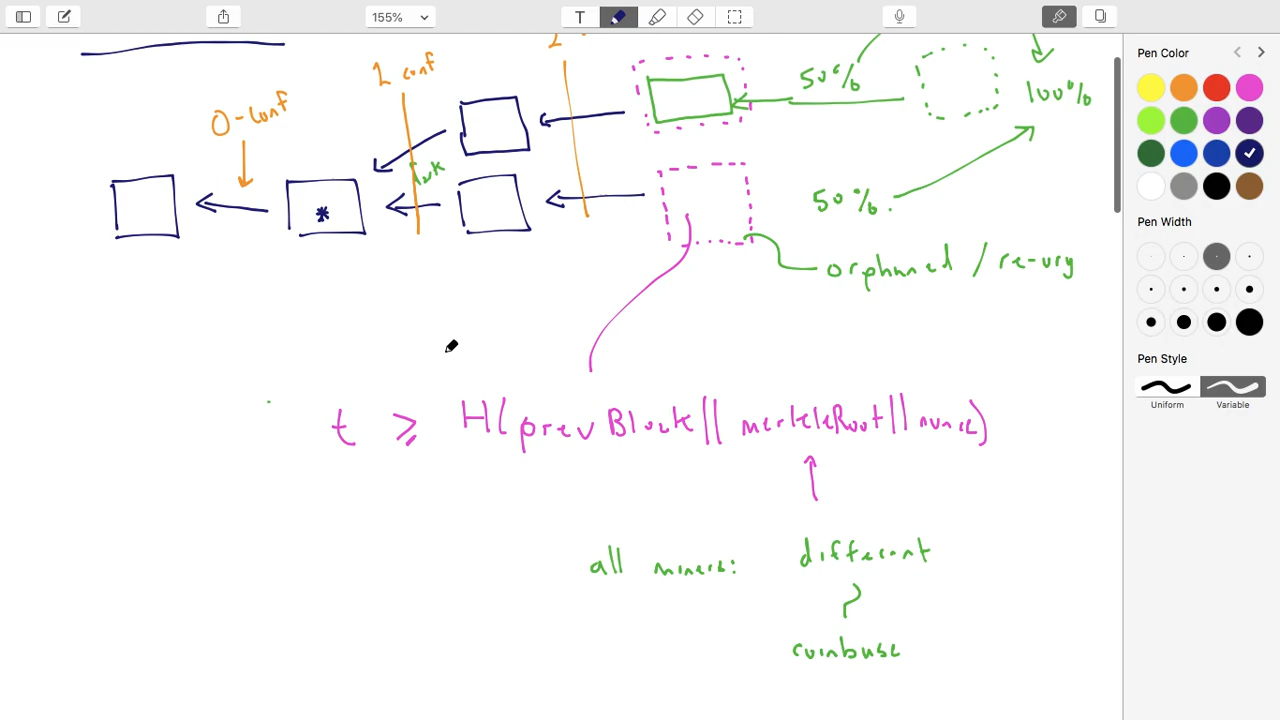 155%
T
Pen Color
1 conf
50%
100%
0-conf
fork
*
50%.
orphaned / re-org
Pen Width
Pen Style
Uniform
Variable
t ≥ H(prevBlock||merkleRoot||nonce)
all miners:
different
coinbase